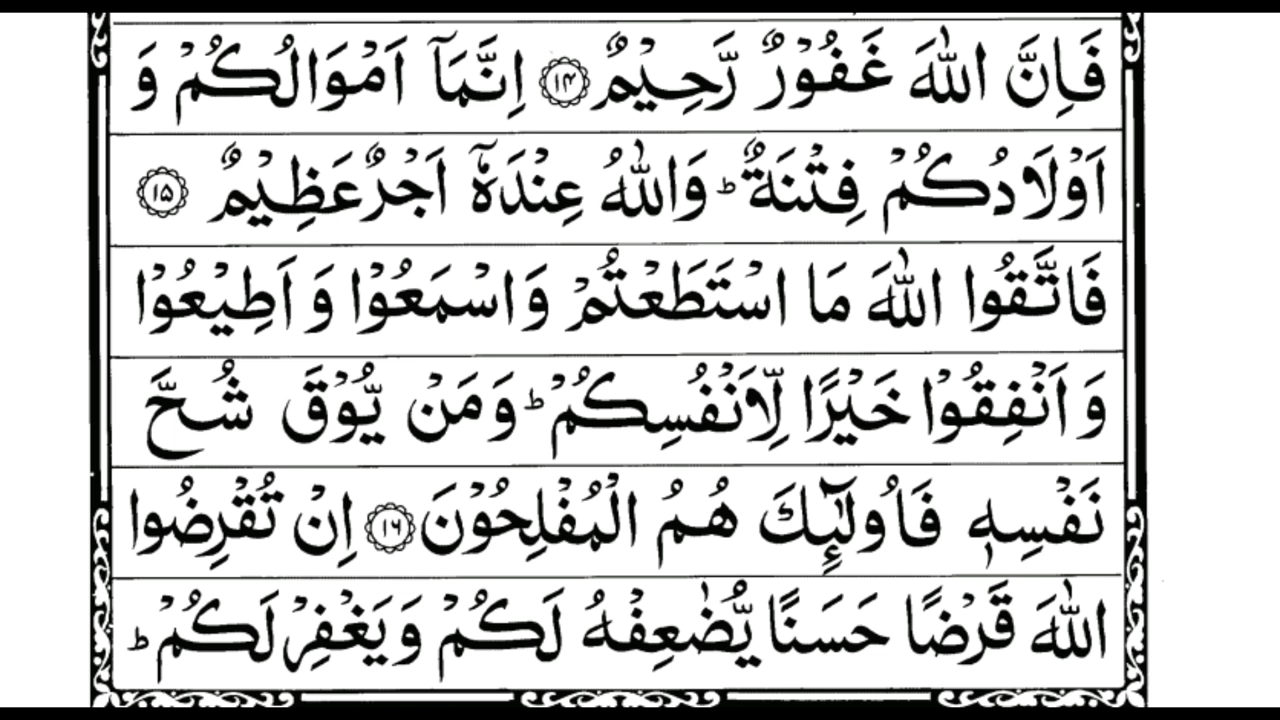 فَاِنَّ اللّٰهَ غَفُوْرٌ رَّحِيْمٌ ۝۱۴ اِنَّمَاۤ اَمْوَالُكُمْ وَ
اَوْلَادُكُمْ فِتْنَةٌ ؕ وَاللّٰهُ عِنْدَهٗۤ اَجْرٌ عَظِيْمٌ ۝۱۵
فَاتَّقُوا اللّٰهَ مَا اسْتَطَعْتُمْ وَاسْمَعُوْا وَ اَطِيْعُوْا
وَ اَنْفِقُوْا خَيْرًا لِّاَنْفُسِكُمْ ؕ وَمَنْ يُّوْقَ شُحَّ
نَفْسِهٖ فَاُولٰٓئِكَ هُمُ الْمُفْلِحُوْنَ ۝۱۶ اِنْ تُقْرِضُوا
اللّٰهَ قَرْضًا حَسَنًا يُّضٰعِفْهُ لَكُمْ وَيَغْفِرْ لَكُمْ ؕ